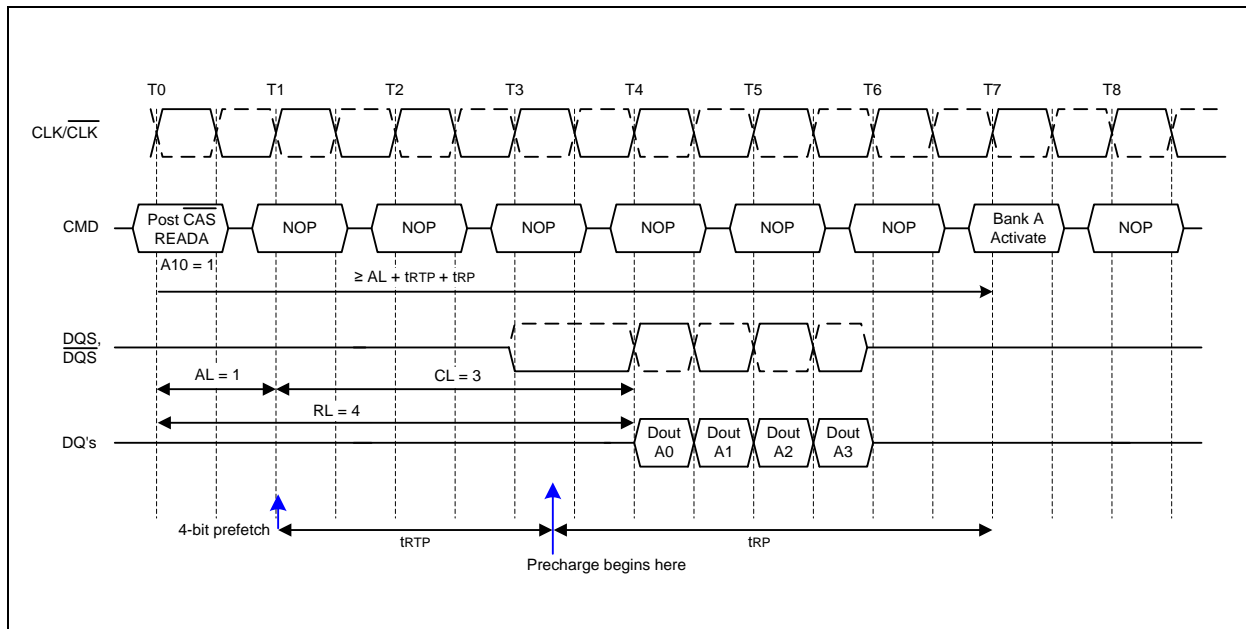 T0 T1 T2 T3 T4 T5 T6 T7 T8
CLK/CLK
CMD
Post CAS READA NOP NOP NOP NOP NOP NOP Bank A Activate NOP
A10 = 1
≥ AL + tRTP + tRP
DQS,
DQS
AL = 1 CL = 3
RL = 4
DQ's
Dout A0 Dout A1 Dout A2 Dout A3
4-bit prefetch
tRTP tRP
Precharge begins here